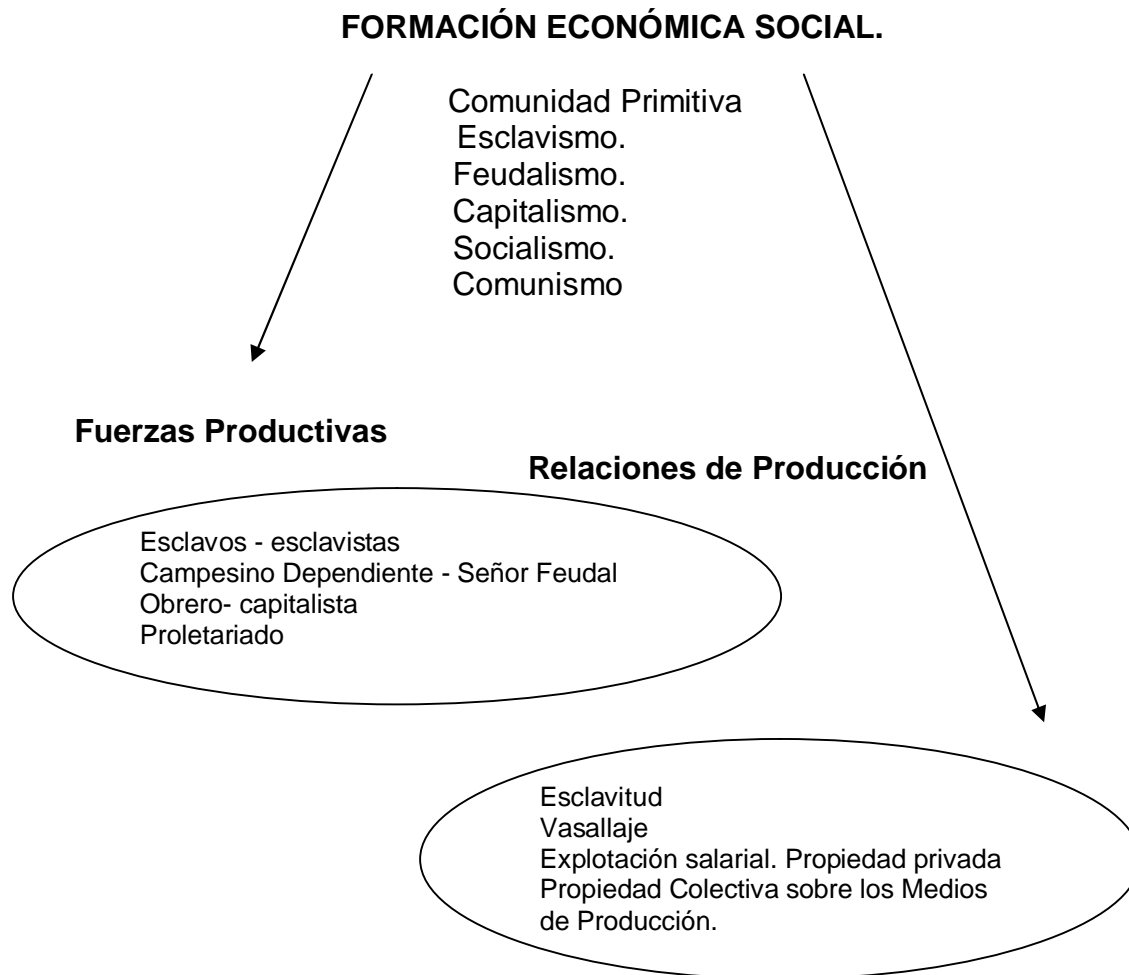 FORMACIÓN ECONÓMICA SOCIAL.
Comunidad Primitiva
Esclavismo.
Feudalismo.
Capitalismo.
Socialismo.
Comunismo
Fuerzas Productivas
Relaciones de Producción
Esclavos - esclavistas
Campesino Dependiente - Señor Feudal
Obrero- capitalista
Proletariado
Esclavitud
Vasallaje
Explotación salarial. Propiedad privada
Propiedad Colectiva sobre los Medios
de Producción.